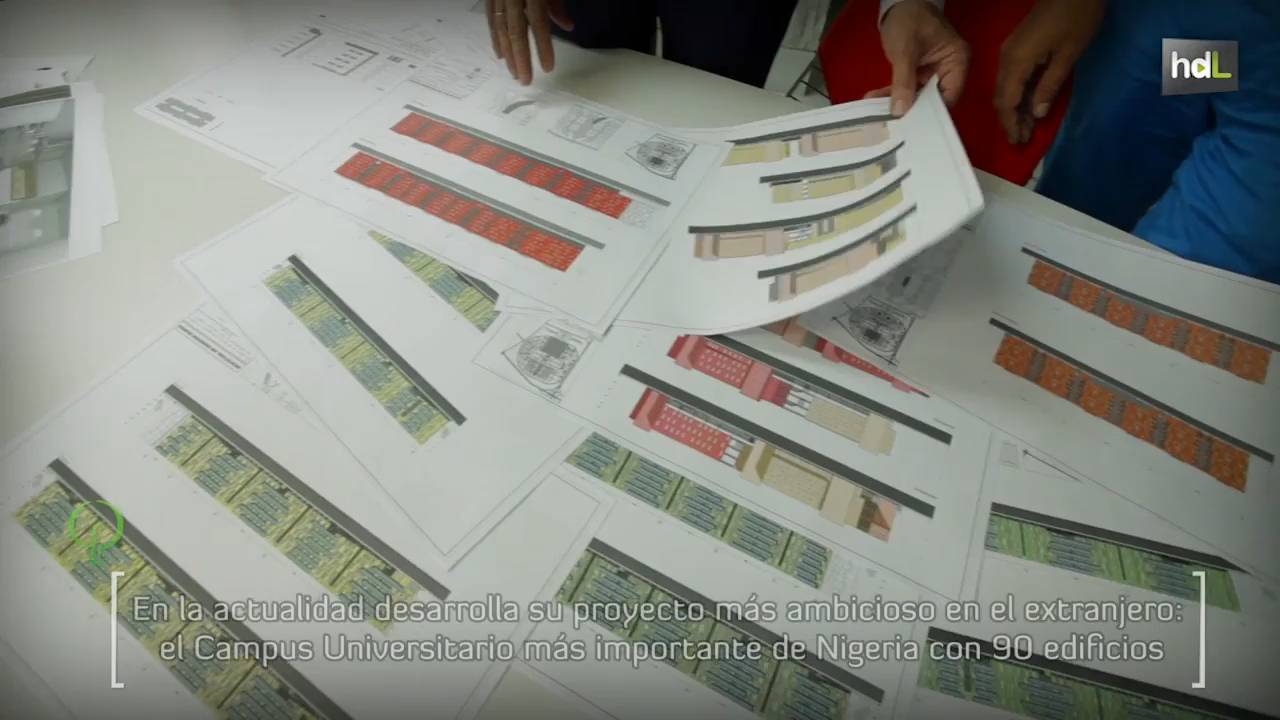 hdL
En la actualidad desarrolla su proyecto más ambicioso en el extranjero:
el Campus Universitario más importante de Nigeria con 90 edificios